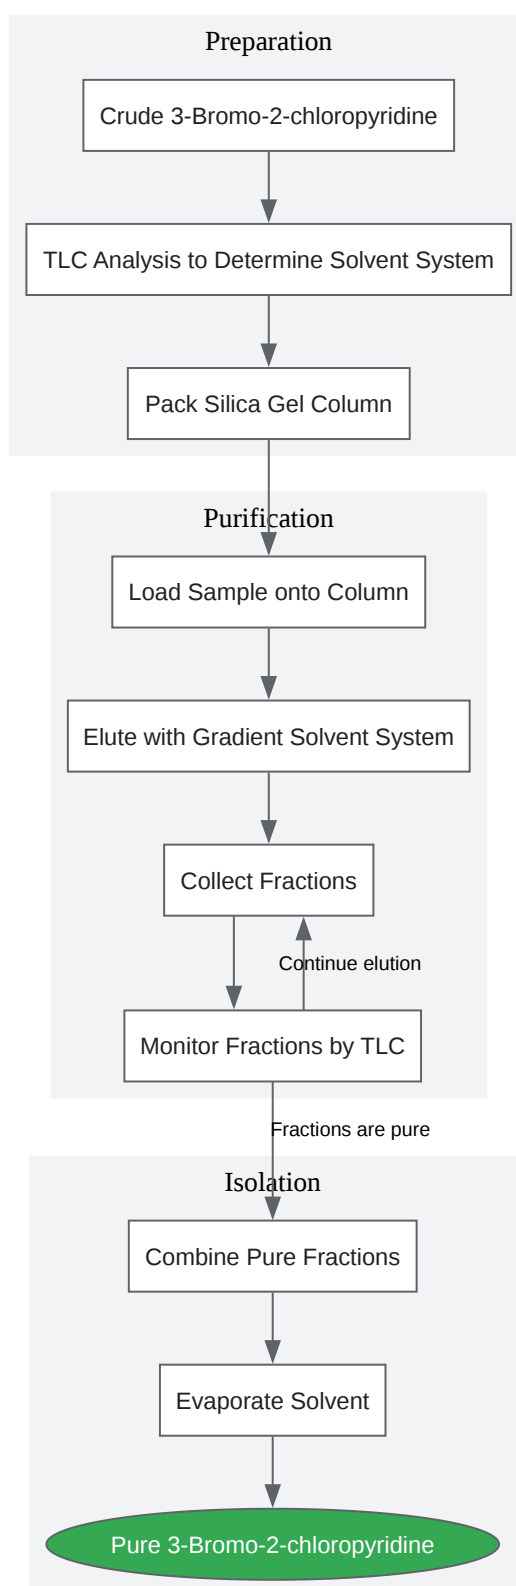 Preparation
Crude 3-Bromo-2-chloropyridine
TLC Analysis to Determine Solvent System
Pack Silica Gel Column
Purification
Load Sample onto Column
Elute with Gradient Solvent System
Collect Fractions
Continue elution
Monitor Fractions by TLC
Fractions are pure
Isolation
Combine Pure Fractions
Evaporate Solvent
Pure 3-Bromo-2-chloropyridine